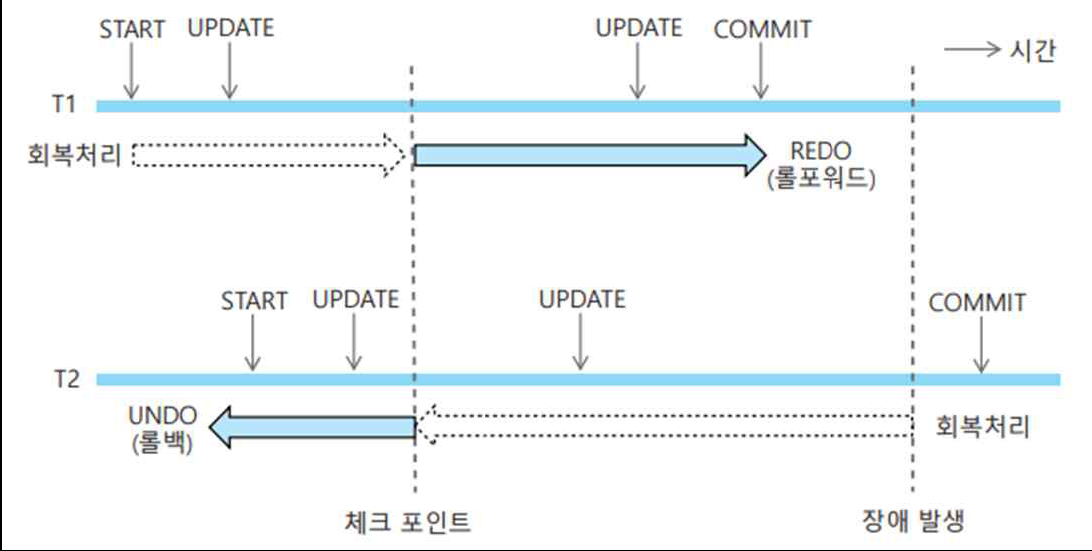 START UPDATE UPDATE COMMIT
시간
T1
회복처리
REDO
(롤포워드)
START UPDATE UPDATE COMMIT
T2
UNDO
(롤백)
회복처리
체크 포인트 장애 발생